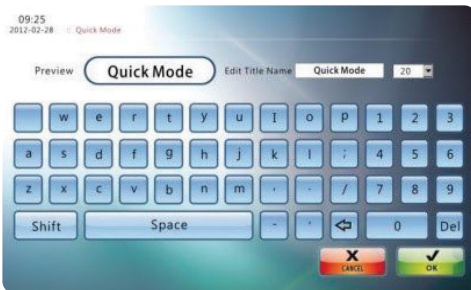 09:25
2012-02-28 :: Quick Mode
Preview Quick Mode Edit Title Name Quick Mode 20
w e r t y u I o p 1 2 3
a s d f g h j k l ; 4 5 6
z x c v b n m , . / 7 8 9
Shift Space - ' 0 Del
CANCEL OK